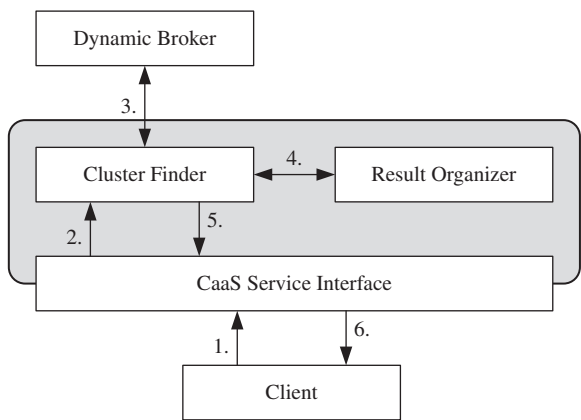 Dynamic Broker
3.
Cluster Finder
4.
Result Organizer
2.
5.
CaaS Service Interface
1.
6.
Client